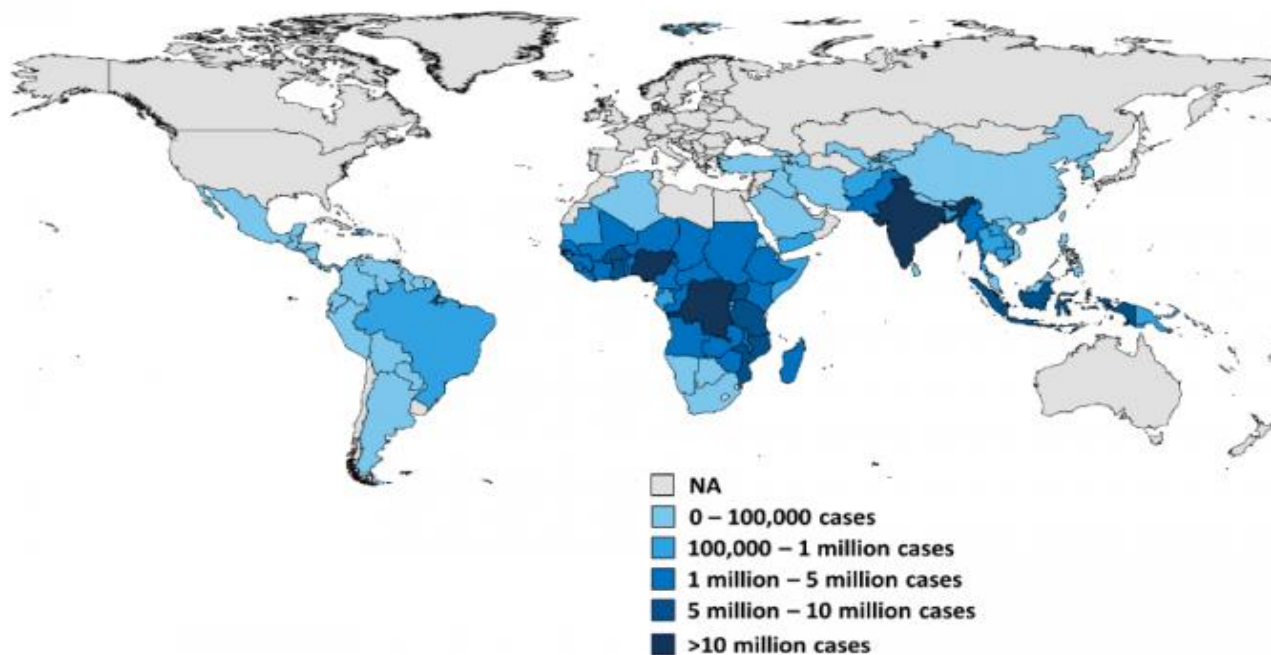 NA
0 – 100,000 cases
100,000 – 1 million cases
1 million – 5 million cases
5 million – 10 million cases
>10 million cases